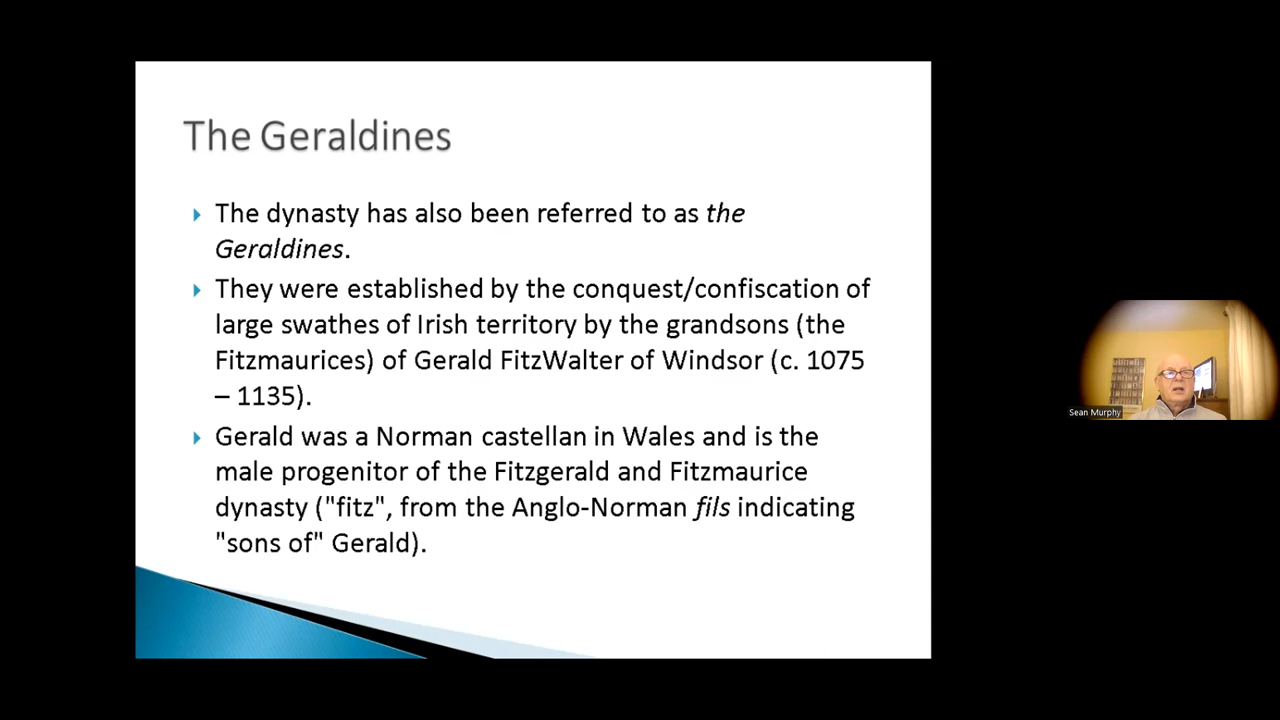 The Geraldines
The dynasty has also been referred to as the
Geraldines.
They were established by the conquest/confiscation of
large swathes of Irish territory by the grandsons (the
Fitzmaurices) of Gerald FitzWalter of Windsor (c. 1075
– 1135).
Gerald was a Norman castellan in Wales and is the
male progenitor of the Fitzgerald and Fitzmaurice
dynasty ("fitz", from the Anglo-Norman fils indicating
"sons of" Gerald).
Sean Murphy